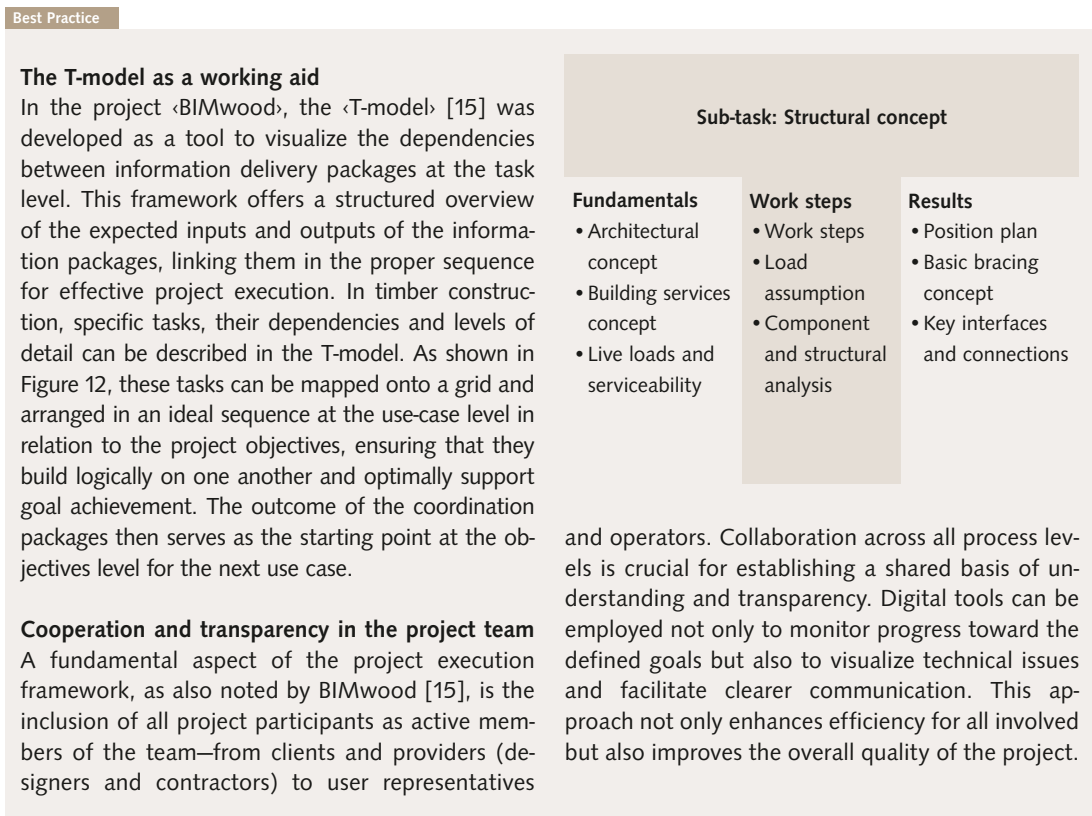 Best Practice
The T-model as a working aid
In the project ‹BIMwood›, the ‹T-model› [15] was
developed as a tool to visualize the dependencies
between information delivery packages at the task
level. This framework offers a structured overview
of the expected inputs and outputs of the informa-
tion packages, linking them in the proper sequence
for effective project execution. In timber construc-
tion, specific tasks, their dependencies and levels of
detail can be described in the T-model. As shown in
Figure 12, these tasks can be mapped onto a grid and
arranged in an ideal sequence at the use-case level in
relation to the project objectives, ensuring that they
build logically on one another and optimally support
goal achievement. The outcome of the coordination
packages then serves as the starting point at the ob-
jectives level for the next use case.
Cooperation and transparency in the project team
A fundamental aspect of the project execution
framework, as also noted by BIMwood [15], is the
inclusion of all project participants as active mem-
bers of the team—from clients and providers (de-
signers and contractors) to user representatives
Sub-task: Structural concept
Fundamentals
• Architectural
concept
• Building services
concept
• Live loads and
serviceability
Work steps
• Work steps
• Load
assumption
• Component
and structural
analysis
Results
• Position plan
• Basic bracing
concept
• Key interfaces
and connections
and operators. Collaboration across all process lev-
els is crucial for establishing a shared basis of un-
derstanding and transparency. Digital tools can be
employed not only to monitor progress toward the
defined goals but also to visualize technical issues
and facilitate clearer communication. This ap-
proach not only enhances efficiency for all involved
but also improves the overall quality of the project.